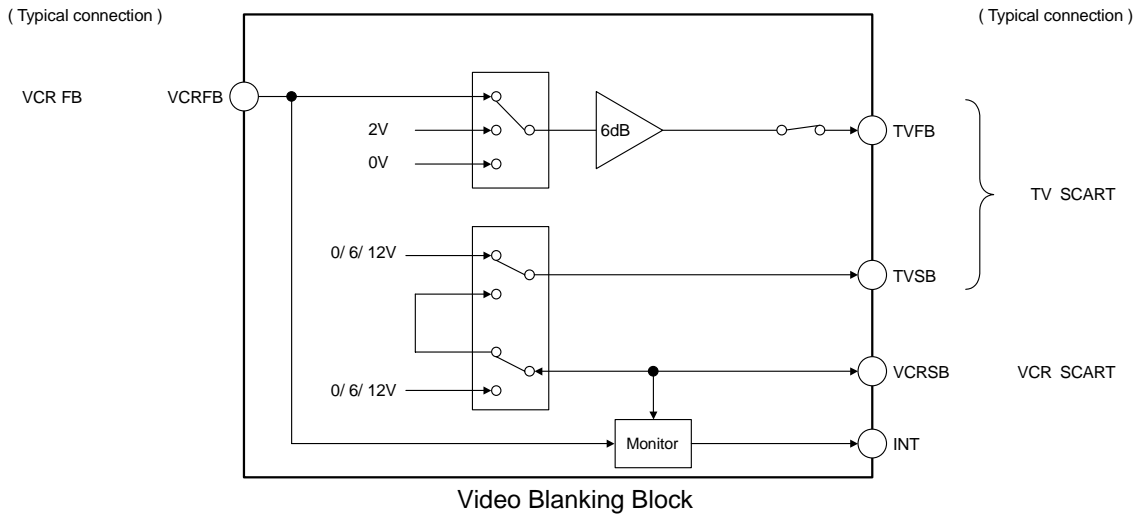 ( Typical connection )
( Typical connection )
VCR FB
VCRFB
2V
0V
6dB
TVFB
TV SCART
0/ 6/ 12V
TVSB
0/ 6/ 12V
VCRSB
VCR SCART
Monitor
INT
Video Blanking Block